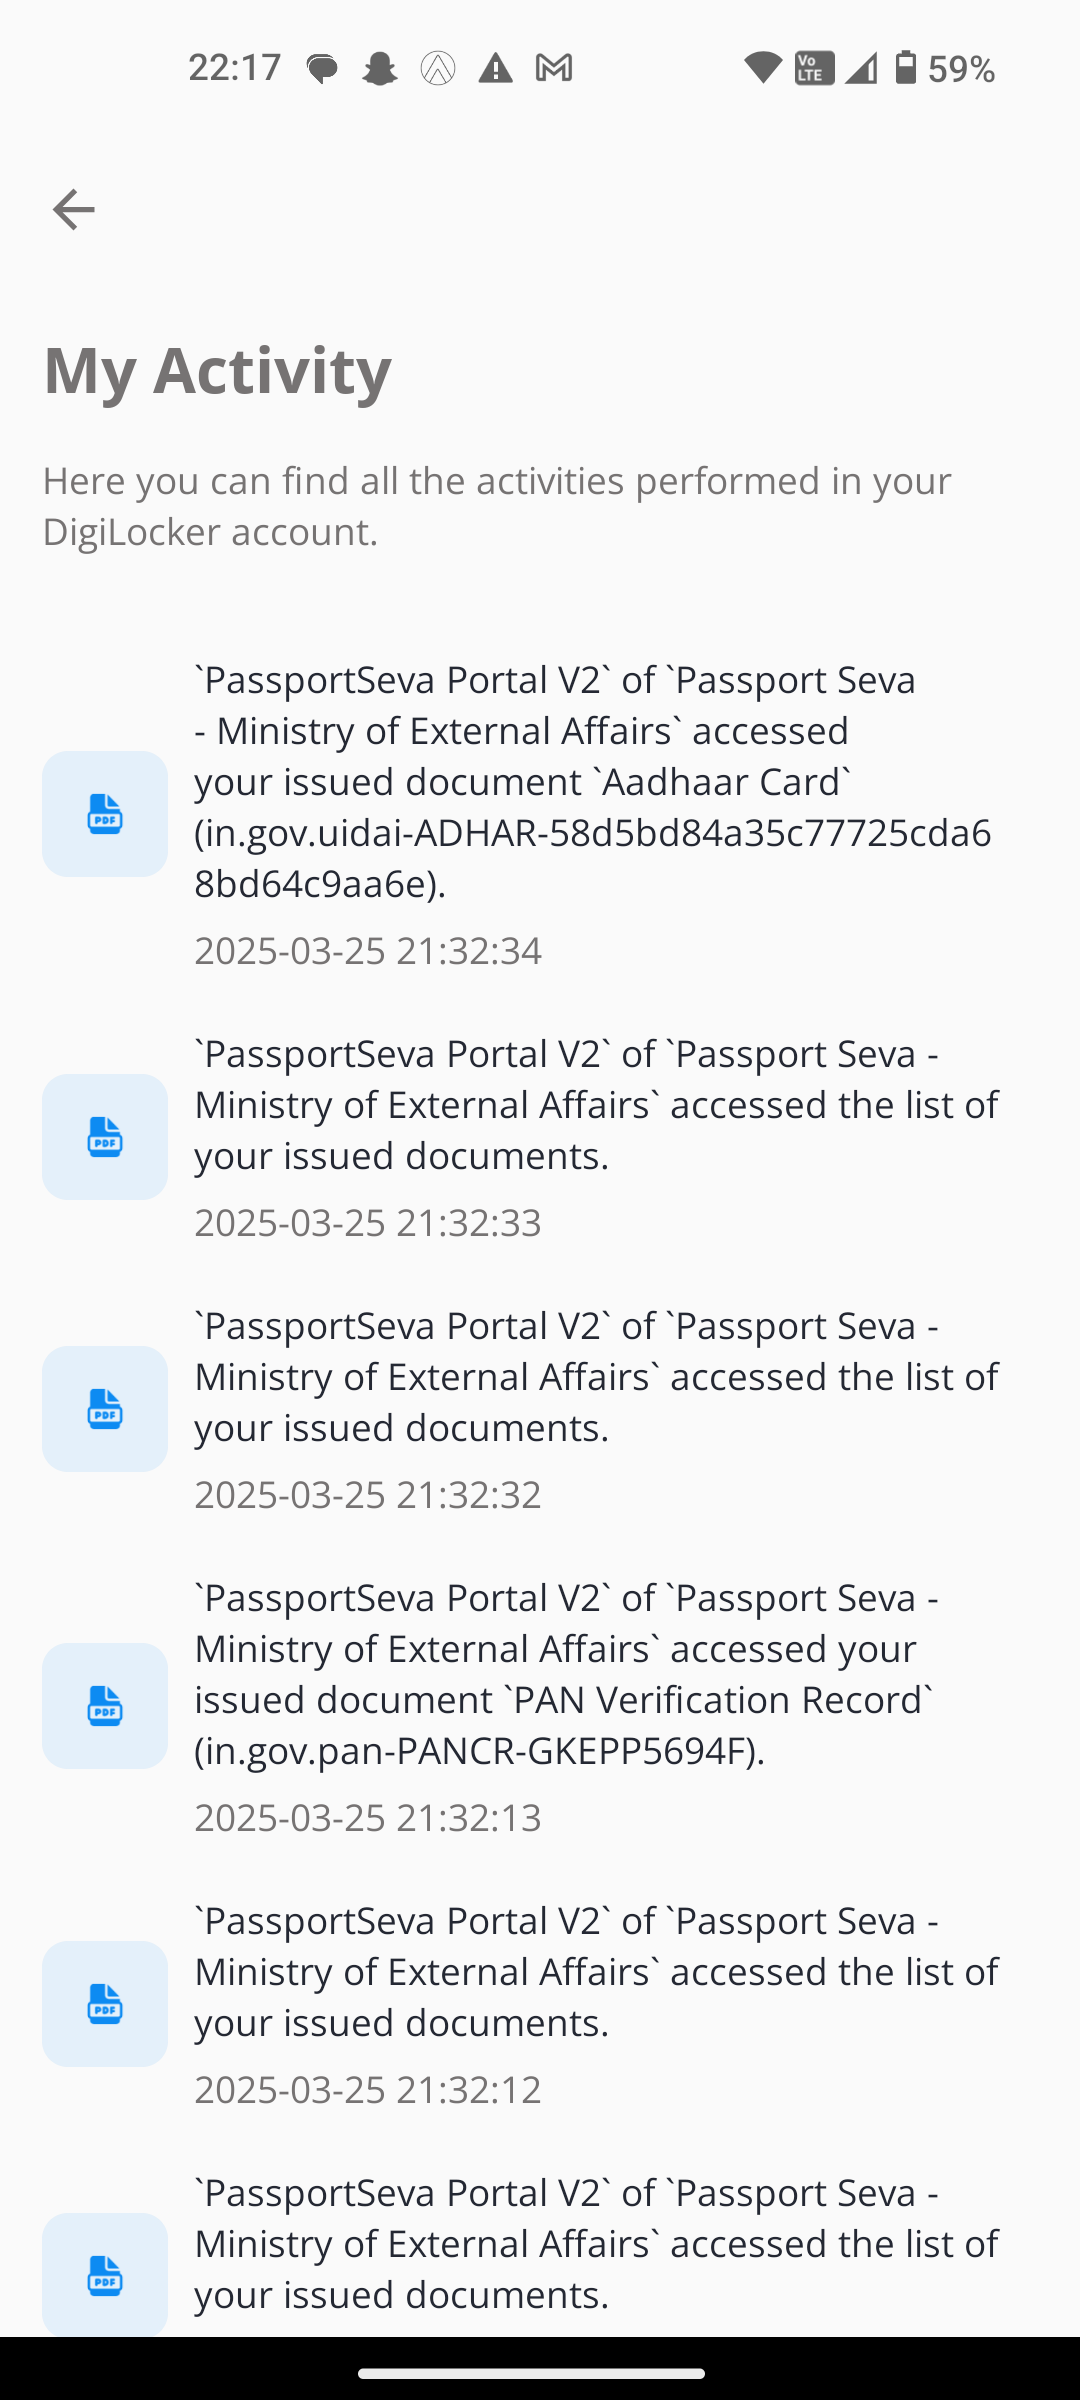 22:17
Vo
LTE
59%
My Activity
Here you can find all the activities performed in your
DigiLocker account.
`PassportSeva Portal V2` of `Passport Seva
- Ministry of External Affairs` accessed
your issued document `Aadhaar Card`
(in.gov.uidai-ADHAR-58d5bd84a35c77725cda6
8bd64c9aa6e).
2025-03-25 21:32:34
PDF
`PassportSeva Portal V2` of `Passport Seva -
Ministry of External Affairs` accessed the list of
your issued documents.
2025-03-25 21:32:33
PDF
`PassportSeva Portal V2` of `Passport Seva -
Ministry of External Affairs` accessed the list of
your issued documents.
2025-03-25 21:32:32
PDF
`PassportSeva Portal V2` of `Passport Seva -
Ministry of External Affairs` accessed your
issued document `PAN Verification Record`
(in.gov.pan-PANCR-GKEPP5694F).
2025-03-25 21:32:13
PDF
`PassportSeva Portal V2` of `Passport Seva -
Ministry of External Affairs` accessed the list of
your issued documents.
2025-03-25 21:32:12
PDF
`PassportSeva Portal V2` of `Passport Seva -
Ministry of External Affairs` accessed the list of
your issued documents.
PDF